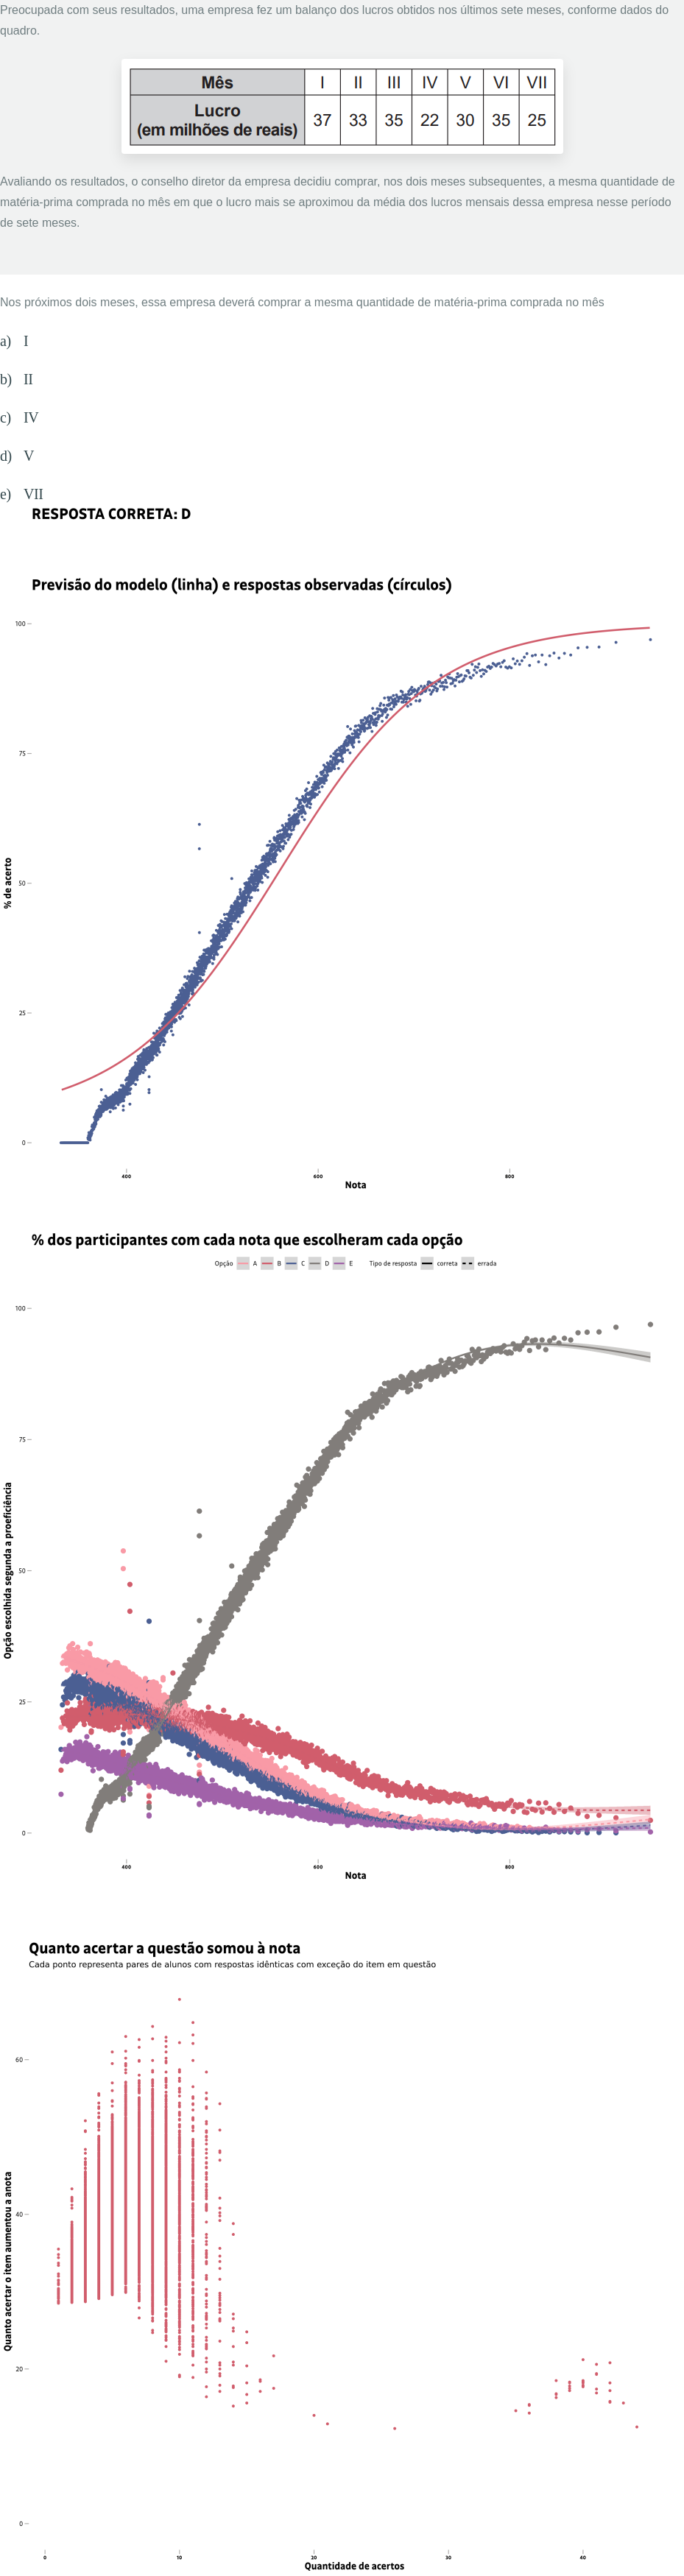 Preocupada com seus resultados, uma empresa fez um balanço dos lucros obtidos nos últimos sete meses, conforme dados do
quadro.
Mês I II III IV V VI VII
Lucro
(em milhões de reais) 37 33 35 22 30 35 25
Avaliando os resultados, o conselho diretor da empresa decidiu comprar, nos dois meses subsequentes, a mesma quantidade de
matéria-prima comprada no mês em que o lucro mais se aproximou da média dos lucros mensais dessa empresa nesse período
de sete meses.
Nos próximos dois meses, essa empresa deverá comprar a mesma quantidade de matéria-prima comprada no mês
a) I
b) II
c) IV
d) V
e) VII
RESPOSTA CORRETA: D
Previsão do modelo (linha) e respostas observadas (círculos)
% de acerto
100
75
50
25
0
400 600 800
Nota
% dos participantes com cada nota que escolheram cada opção
Opção A B C D E Tipo de resposta correta errada
Opção escolhida segunda a proeficiência
100
75
50
25
0
400 600 800
Nota
Quanto acertar a questão somou à nota
Cada ponto representa pares de alunos com respostas idênticas com exceção do item em questão
Quanto acertar o item aumentou a anota
60
40
20
0
0 10 20 30 40
Quantidade de acertos